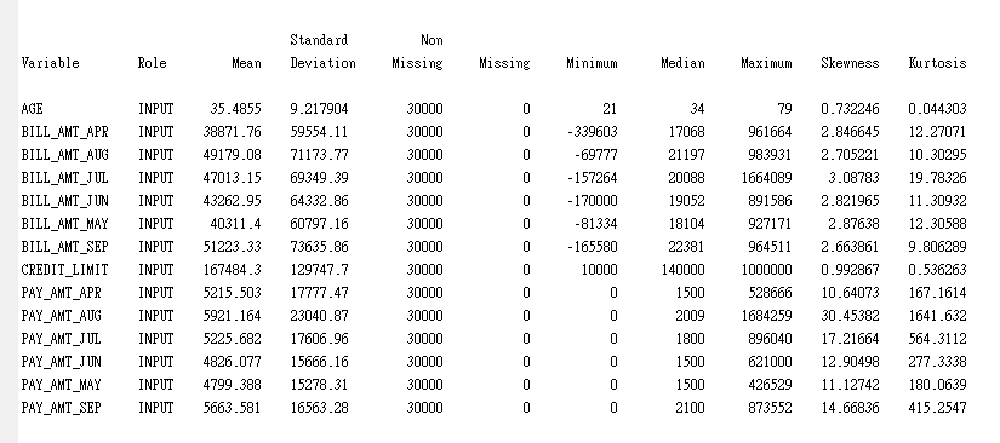 Standard Non
Variable Role Mean Deviation Missing Missing Minimum Median Maximum Skewness Kurtosis
AGE INPUT 35.4855 9.217904 30000 0 21 34 79 0.732246 0.044303
BILL_AMT_APR INPUT 38871.76 59554.11 30000 0 -339603 17068 961664 2.846645 12.27071
BILL_AMT_AUG INPUT 49179.08 71173.77 30000 0 -69777 21197 983931 2.705221 10.30295
BILL_AMT_JUL INPUT 47013.15 69349.39 30000 0 -157264 20088 1664089 3.08783 19.78326
BILL_AMT_JUN INPUT 43262.95 64332.86 30000 0 -170000 19052 891586 2.821965 11.30932
BILL_AMT_MAY INPUT 40311.4 60797.16 30000 0 -81334 18104 927171 2.87638 12.30588
BILL_AMT_SEP INPUT 51223.33 73635.86 30000 0 -165580 22381 964511 2.663861 9.806289
CREDIT_LIMIT INPUT 167484.3 129747.7 30000 0 10000 140000 1000000 0.992867 0.536263
PAY_AMT_APR INPUT 5215.503 17777.47 30000 0 0 1500 528666 10.64073 167.1614
PAY_AMT_AUG INPUT 5921.164 23040.87 30000 0 0 2009 1684259 30.45382 1641.632
PAY_AMT_JUL INPUT 5225.682 17606.96 30000 0 0 1800 896040 17.21664 564.3112
PAY_AMT_JUN INPUT 4826.077 15666.16 30000 0 0 1500 621000 12.90498 277.3338
PAY_AMT_MAY INPUT 4799.388 15278.31 30000 0 0 1500 426529 11.12742 180.0639
PAY_AMT_SEP INPUT 5663.581 16563.28 30000 0 0 2100 873552 14.66836 415.2547